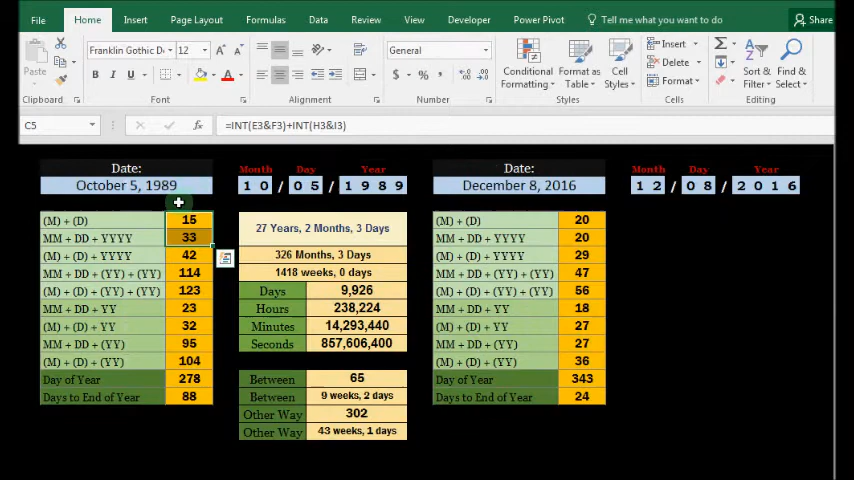 File Home Insert Page Layout Formulas Data Review View Developer Power Pivot Tell me what you want to do Share
Paste Franklin Gothic D 12 A A General Conditional Formatting Format as Table Cell Styles Insert Delete Format Sort & Filter Find & Select
B I U A $ % ,
Clipboard Font Alignment Number Styles Cells Editing
C5 fx =INT(E3&F3)+INT(H3&I3)
Date: Month Day Year Date: Month Day Year
October 5, 1989 1 0 / 0 5 / 1 9 8 9 December 8, 2016 1 2 / 0 8 / 2 0 1 6
(M) + (D) 15 27 Years, 2 Months, 3 Days (M) + (D) 20
MM + DD + YYYY 33 MM + DD + YYYY 20
(M) + (D) + YYYY 42 326 Months, 3 Days (M) + (D) + YYYY 29
MM + DD + (YY) + (YY) 114 1418 weeks, 0 days MM + DD + (YY) + (YY) 47
(M) + (D) + (YY) + (YY) 123 Days 9,926 (M) + (D) + (YY) + (YY) 56
MM + DD + YY 23 Hours 238,224 MM + DD + YY 18
(M) + (D) + YY 32 Minutes 14,293,440 (M) + (D) + YY 27
MM + DD + (YY) 95 Seconds 857,606,400 MM + DD + (YY) 27
(M) + (D) + (YY) 104 (M) + (D) + (YY) 36
Day of Year 278 Between 65 Day of Year 343
Days to End of Year 88 Between 9 weeks, 2 days Days to End of Year 24
Other Way 302
Other Way 43 weeks, 1 days